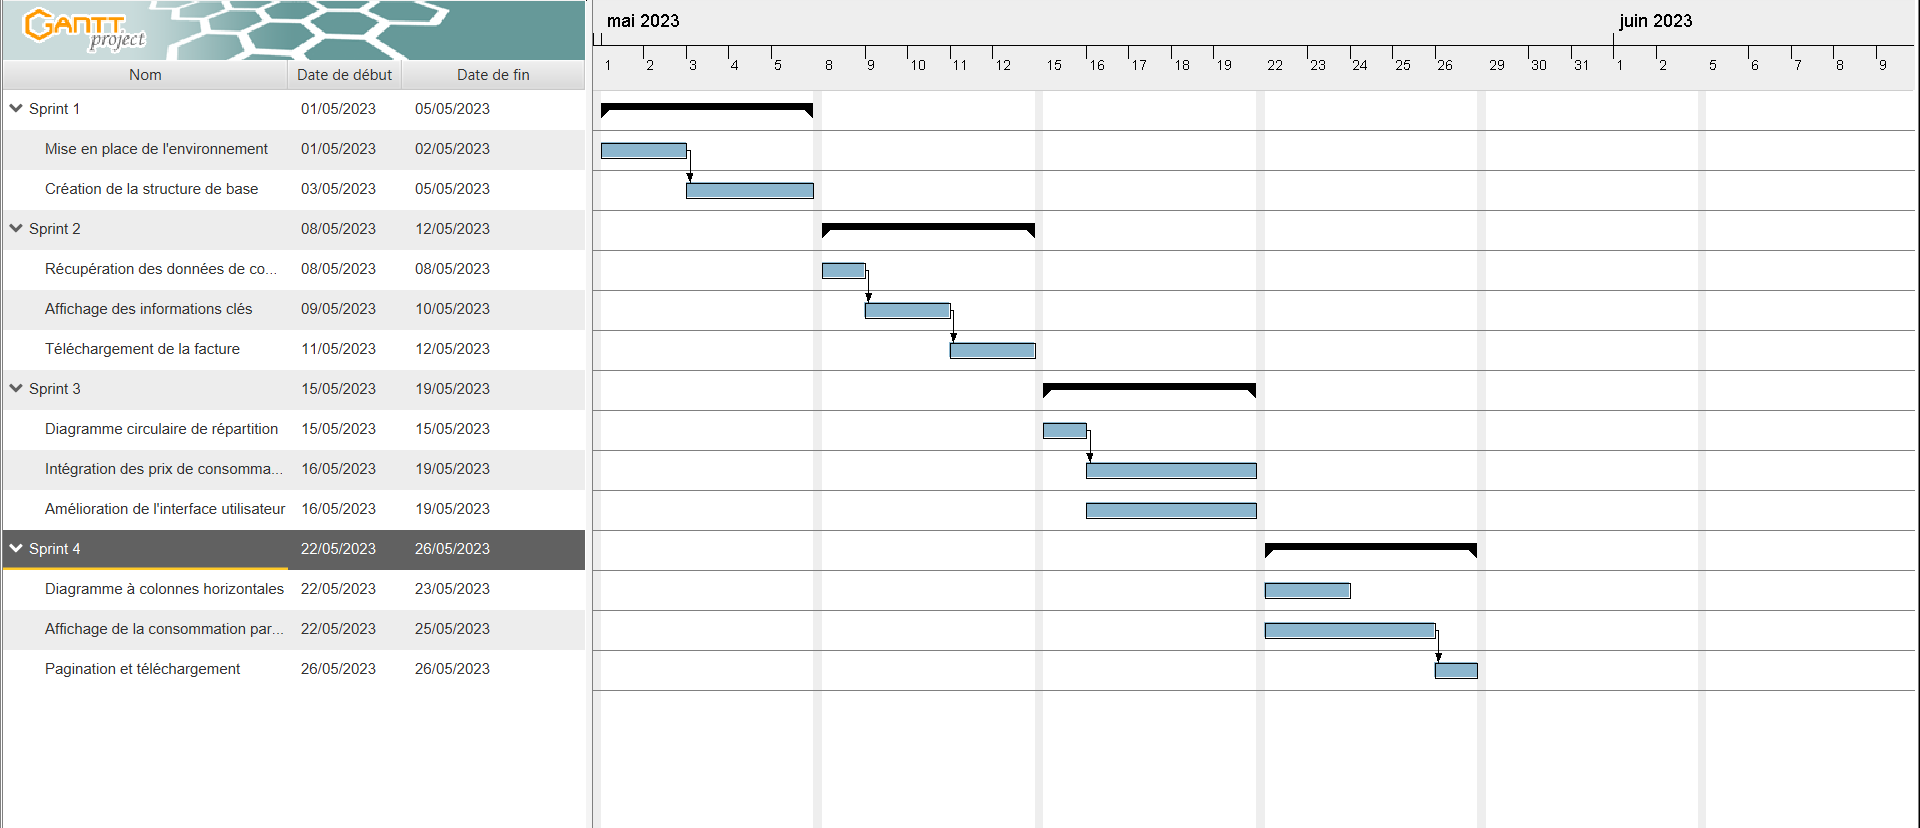 GANTT
project
mai 2023
juin 2023
Nom Date de début Date de fin
1 2 3 4 5 8 9 10 11 12 15 16 17 18 19 22 23 24 25 26 29 30 31 1 2 5 6 7 8 9
Sprint 1 01/05/2023 05/05/2023
Mise en place de l'environnement 01/05/2023 02/05/2023
Création de la structure de base 03/05/2023 05/05/2023
Sprint 2 08/05/2023 12/05/2023
Récupération des données de co... 08/05/2023 08/05/2023
Affichage des informations clés 09/05/2023 10/05/2023
Téléchargement de la facture 11/05/2023 12/05/2023
Sprint 3 15/05/2023 19/05/2023
Diagramme circulaire de répartition 15/05/2023 15/05/2023
Intégration des prix de consomma... 16/05/2023 19/05/2023
Amélioration de l'interface utilisateur 16/05/2023 19/05/2023
Sprint 4 22/05/2023 26/05/2023
Diagramme à colonnes horizontales 22/05/2023 23/05/2023
Affichage de la consommation par... 22/05/2023 25/05/2023
Pagination et téléchargement 26/05/2023 26/05/2023